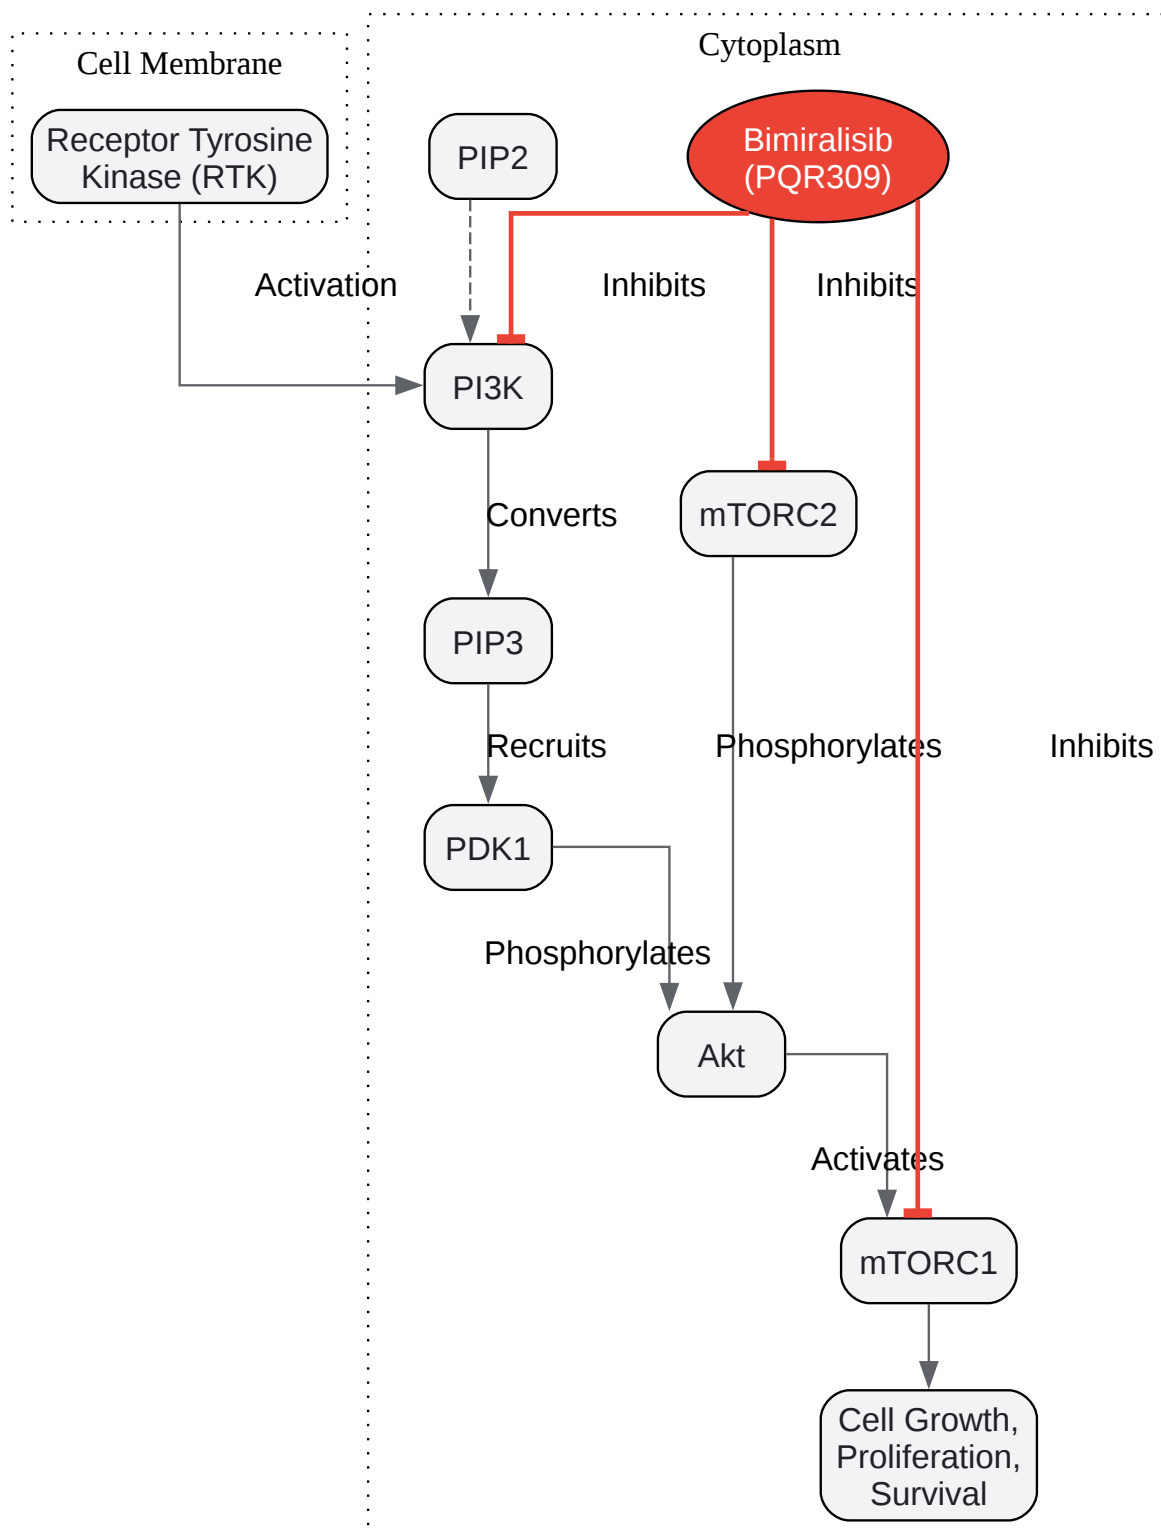 Cell Membrane
Cytoplasm
Receptor Tyrosine
Kinase (RTK)
PIP2
Bimiralisib
(PQR309)
Activation
Inhibits
Inhibits
PI3K
Converts
mTORC2
PIP3
Recruits
Phosphorylates
Inhibits
PDK1
Phosphorylates
Akt
Activates
mTORC1
Cell Growth,
Proliferation,
Survival